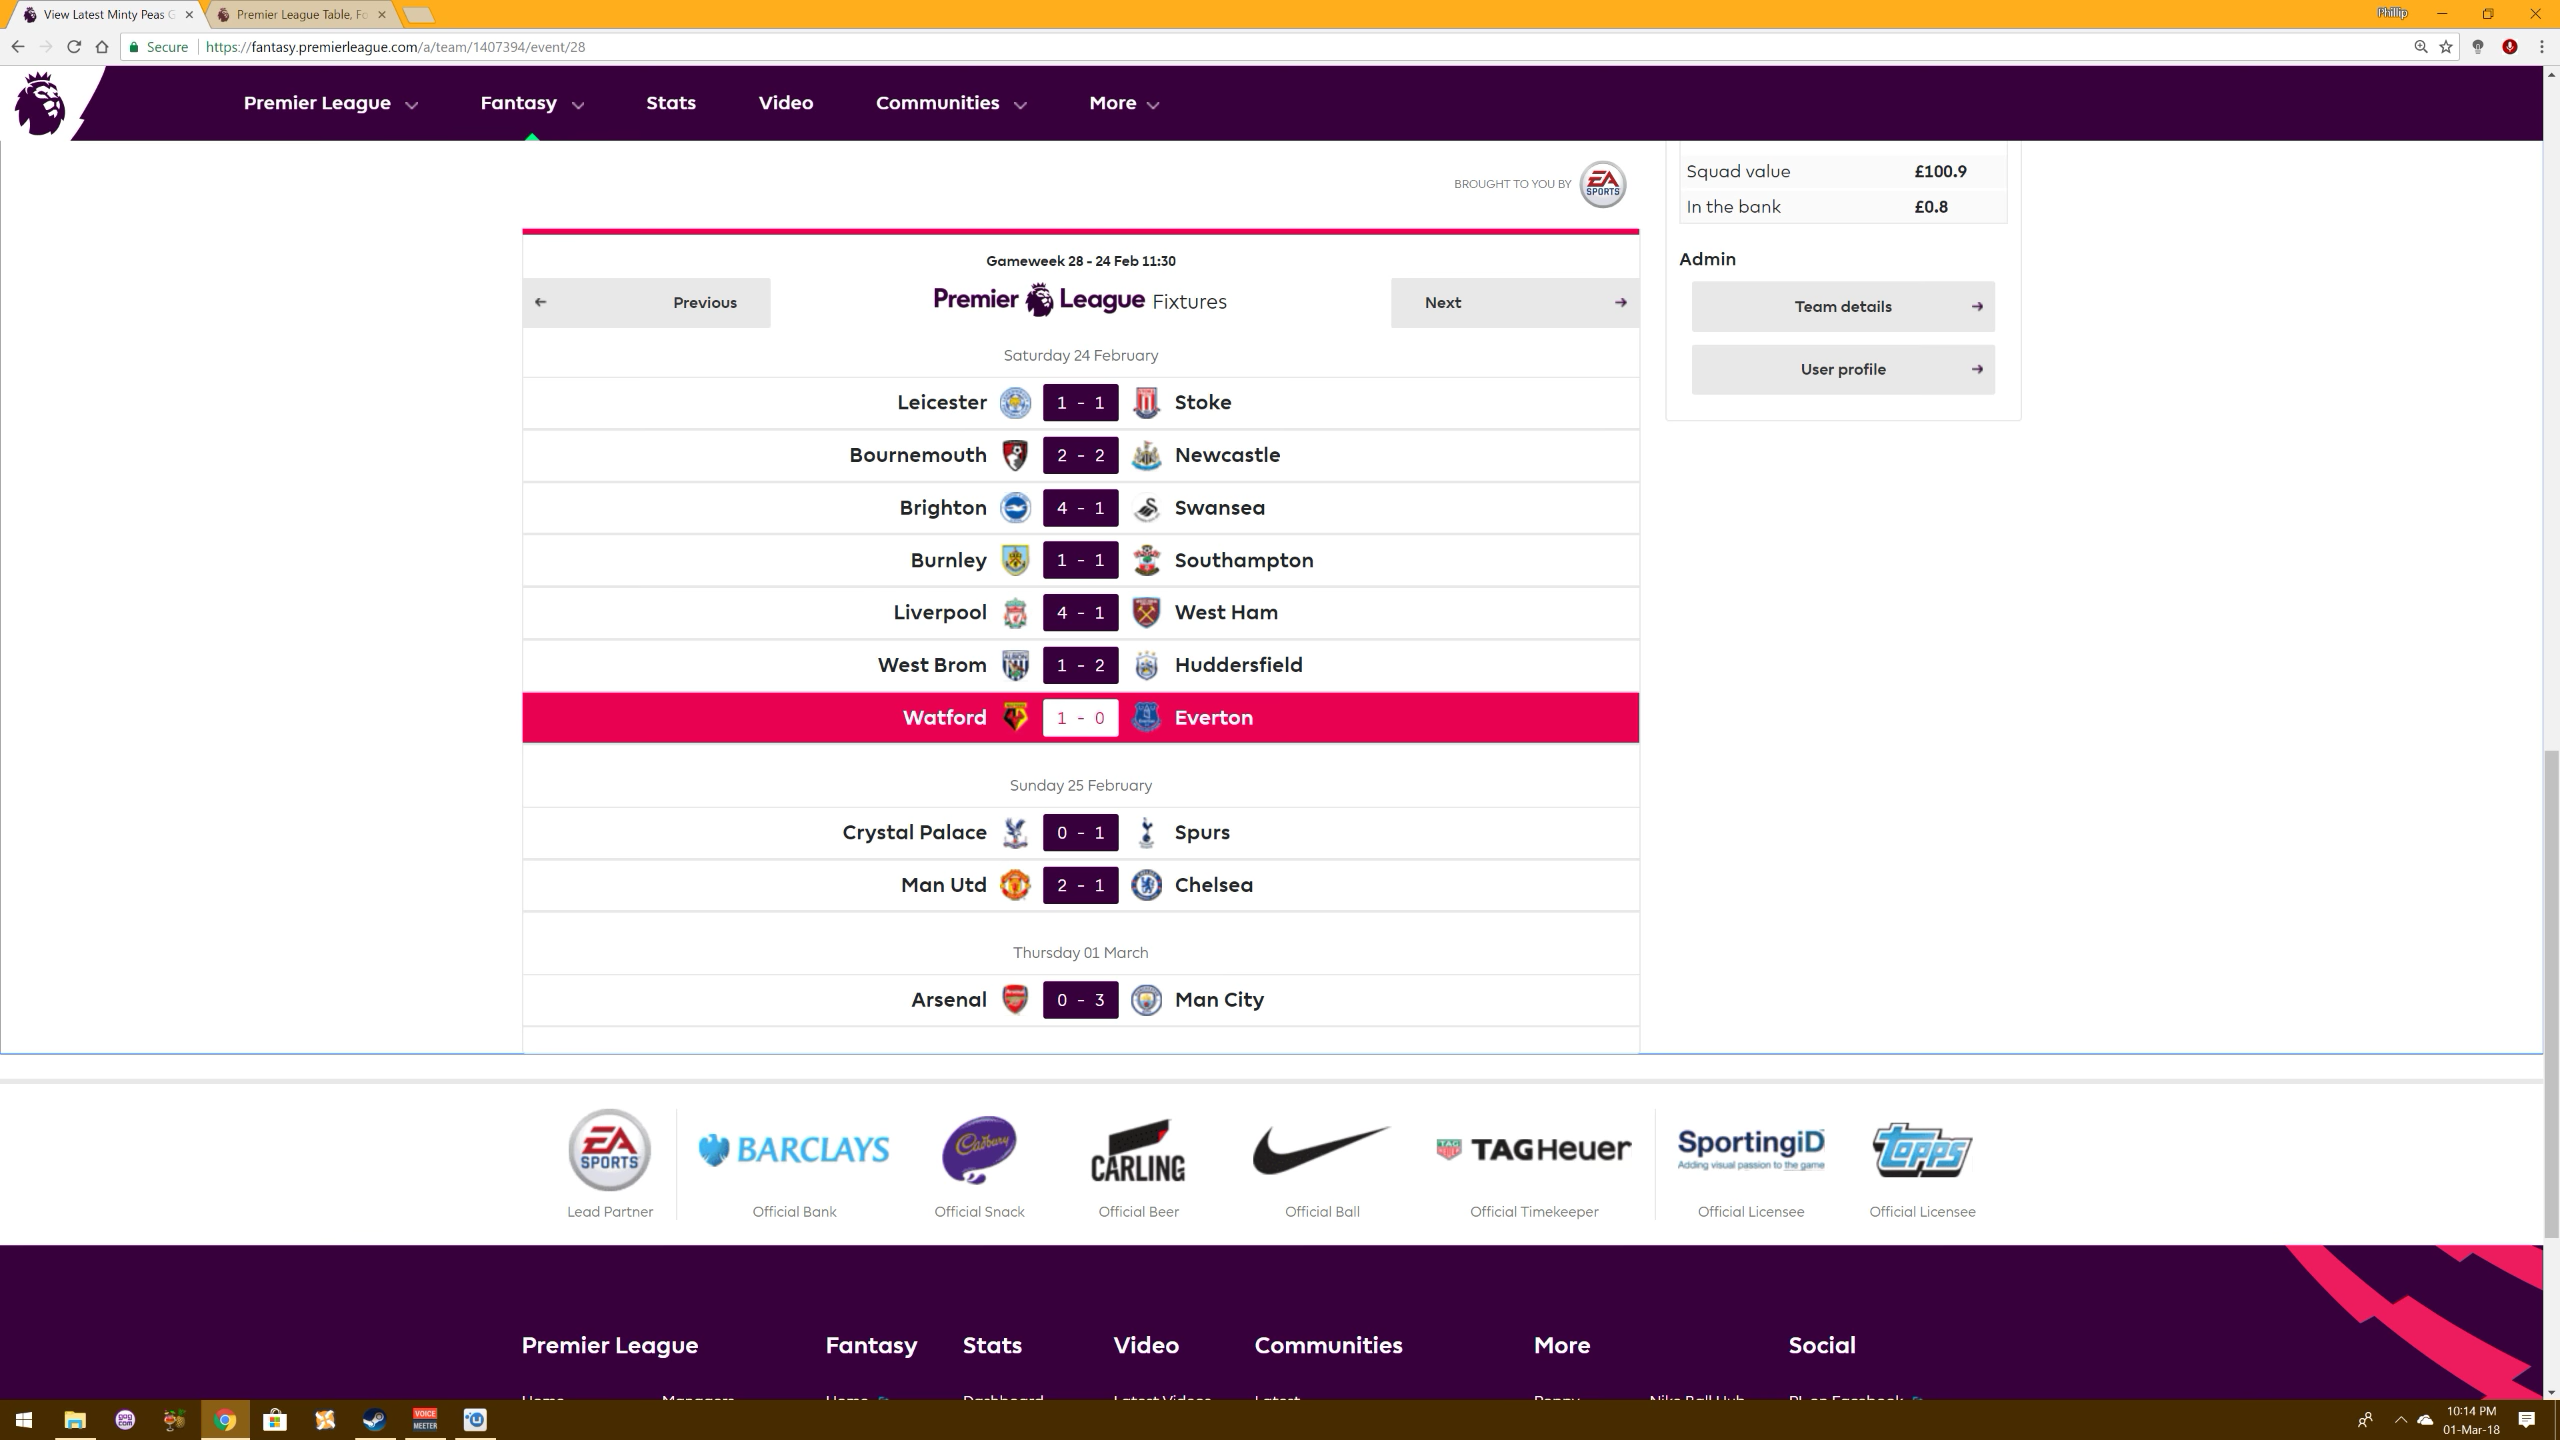 View Latest Minty Peas G
Premier League Table, Fo
Phillip
Secure
https://fantasy.premierleague.com/a/team/1407394/event/28
Premier League
Fantasy
Stats
Video
Communities
More
BROUGHT TO YOU BY
EA SPORTS
Squad value £100.9
In the bank £0.8
Admin
Team details
User profile
Gameweek 28 - 24 Feb 11:30
Previous
Premier League Fixtures
Next
Saturday 24 February
Leicester 1 - 1 Stoke
Bournemouth 2 - 2 Newcastle
Brighton 4 - 1 Swansea
Burnley 1 - 1 Southampton
Liverpool 4 - 1 West Ham
West Brom 1 - 2 Huddersfield
Watford 1 - 0 Everton
Sunday 25 February
Crystal Palace 0 - 1 Spurs
Man Utd 2 - 1 Chelsea
Thursday 01 March
Arsenal 0 - 3 Man City
EA SPORTS
Lead Partner
BARCLAYS
Official Bank
Cadbury
Official Snack
CARLING
Official Beer
Official Ball
TAG Heuer
Official Timekeeper
SportingiD
Adding visual passion to the game
Official Licensee
Topps
Official Licensee
Premier League
Fantasy
Stats
Video
Communities
More
Social
gog.com
VOICE
MEETER
10:14 PM
01-Mar-18